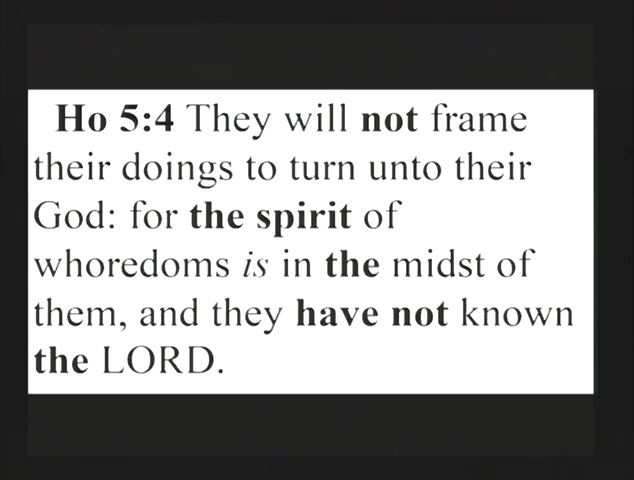 Ho 5:4 They will not frame
their doings to turn unto their
God: for the spirit of
whoredoms is in the midst of
them, and they have not known
the LORD.